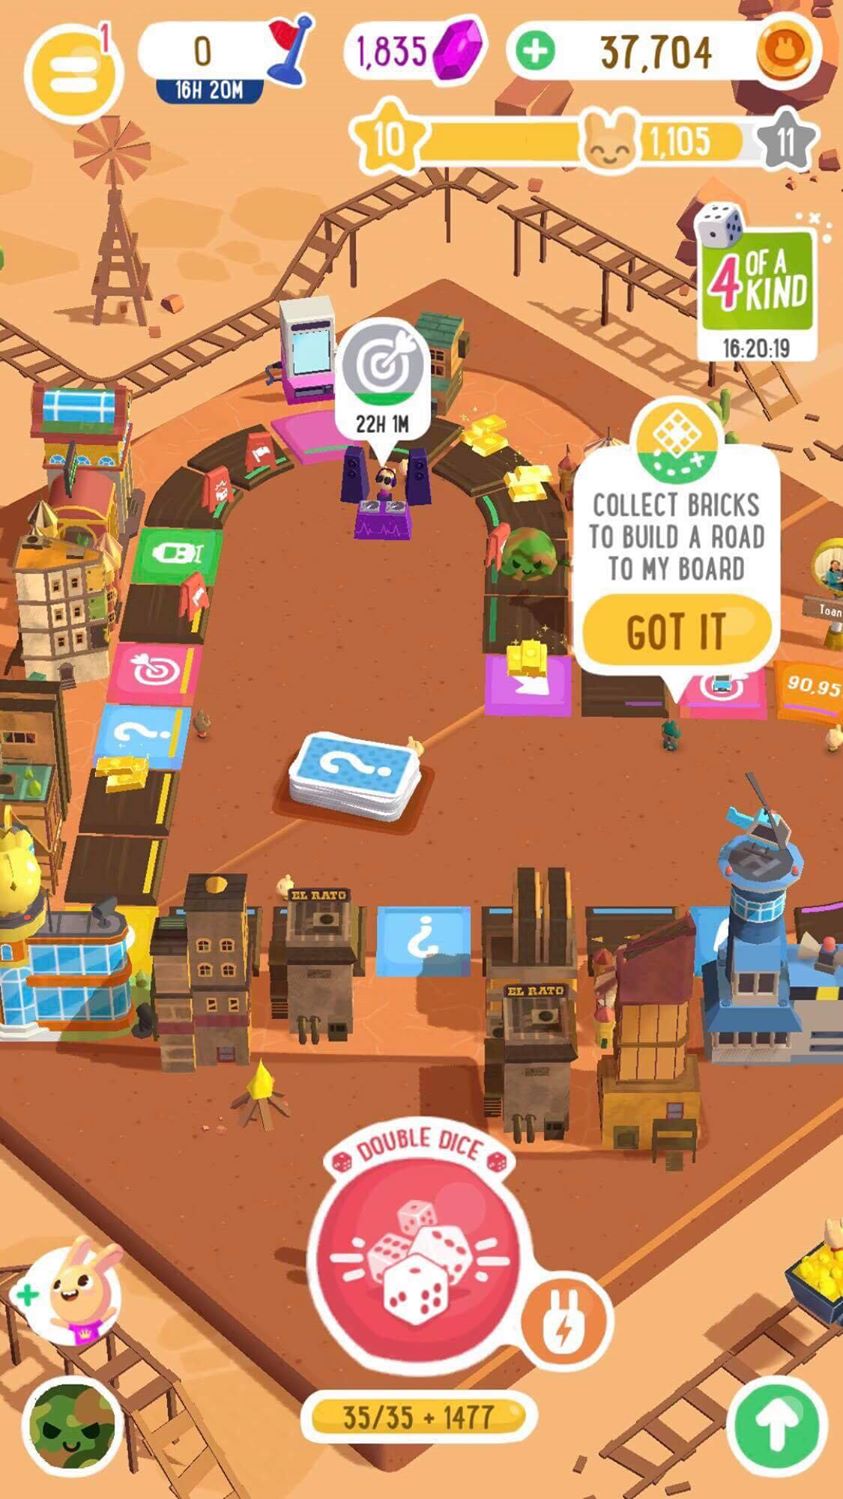 1
0
16H 20M
1,835
37,704
10
1,105
11
4 OF A
KIND
16:20:19
22H 1M
COLLECT BRICKS
TO BUILD A ROAD
TO MY BOARD
GOT IT
Toan
90,95
?
?
EL RATO
?
EL RATO
DOUBLE DICE
35/35 + 1477